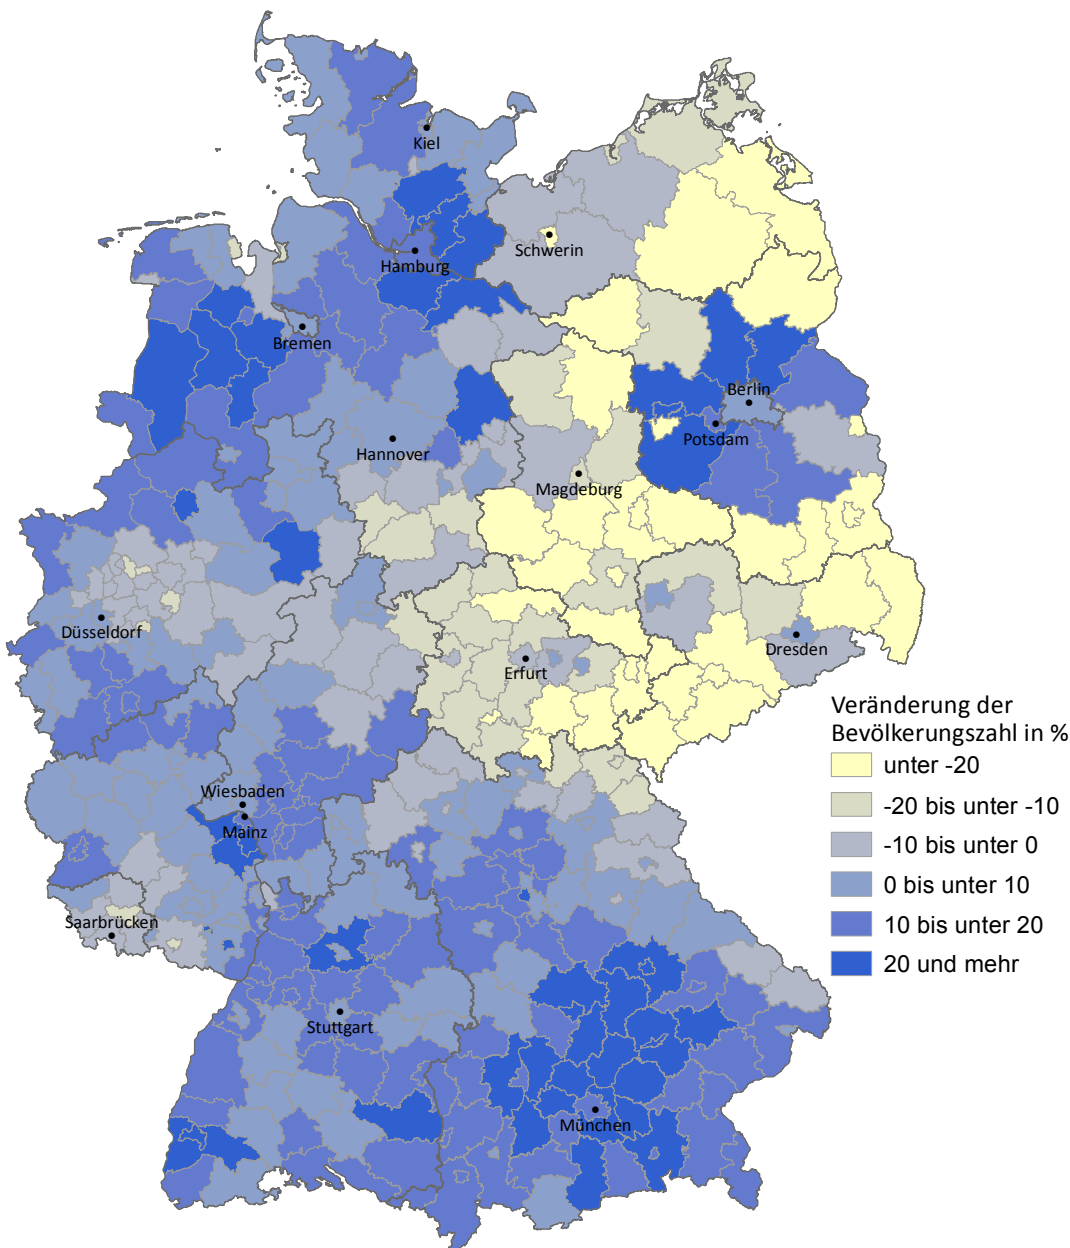 Kiel
Schwerin
Hamburg
Bremen
Berlin
Potsdam
Hannover
Magdeburg
Düsseldorf
Dresden
Erfurt
Wiesbaden
Mainz
Saarbrücken
Stuttgart
München
Veränderung der
Bevölkerungszahl in %
unter -20
-20 bis unter -10
-10 bis unter 0
0 bis unter 10
10 bis unter 20
20 und mehr